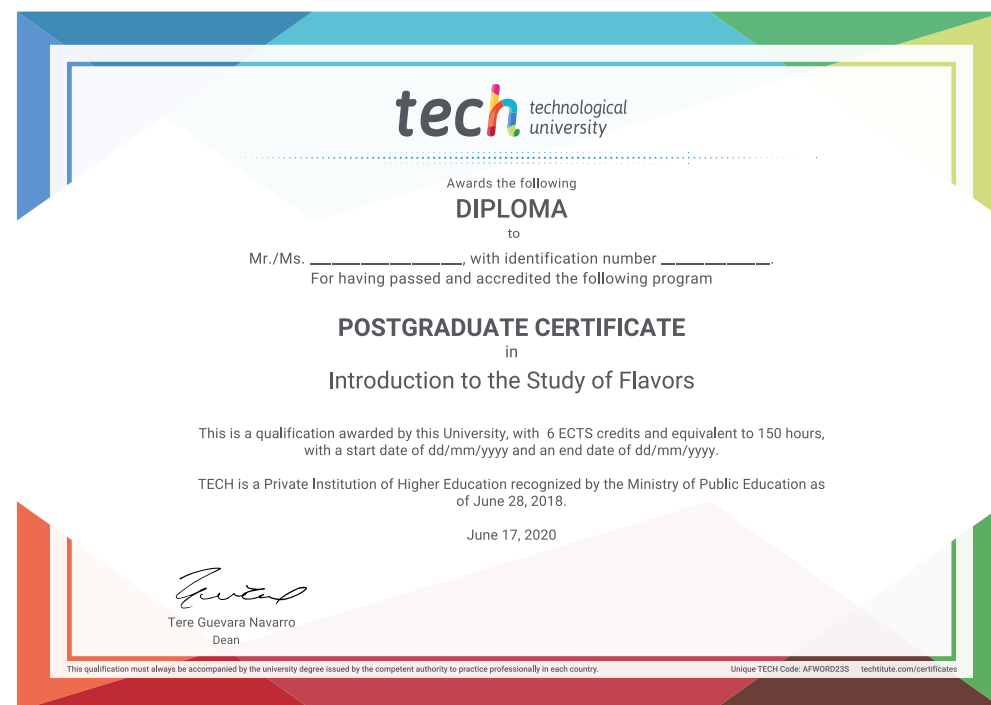 tech technological
university
Awards the following
DIPLOMA
to
Mr./Ms. ____________________, with identification number ______________.
For having passed and accredited the following program
POSTGRADUATE CERTIFICATE
in
Introduction to the Study of Flavors
This is a qualification awarded by this University, with 6 ECTS credits and equivalent to 150 hours,
with a start date of dd/mm/yyyy and an end date of dd/mm/yyyy.
TECH is a Private Institution of Higher Education recognized by the Ministry of Public Education as
of June 28, 2018.
June 17, 2020
Tere Guevara Navarro
Dean
This qualification must always be accompanied by the university degree issued by the competent authority to practice professionally in each country.
Unique TECH Code: AFWORD23S techtitute.com/certificates